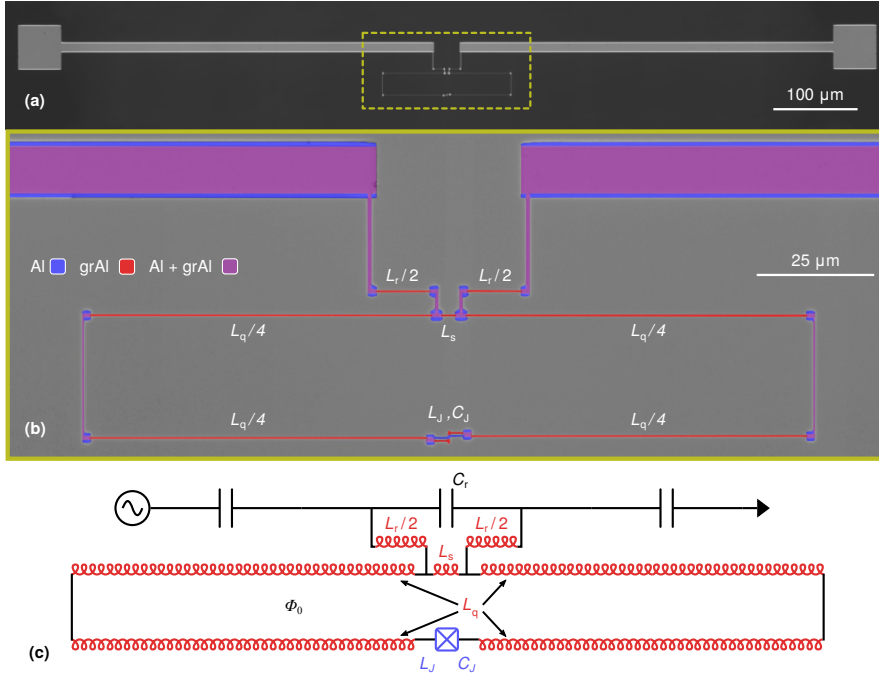 (a)
100 µm
Al grAl Al + grAl
L_r/2 L_r/2
25 µm
L_q/4 L_s L_q/4
L_q/4 L_J ,C_J L_q/4
(b)
C_r
L_r/2 L_r/2
L_s
Φ_0 L_q
(c)
L_J C_J